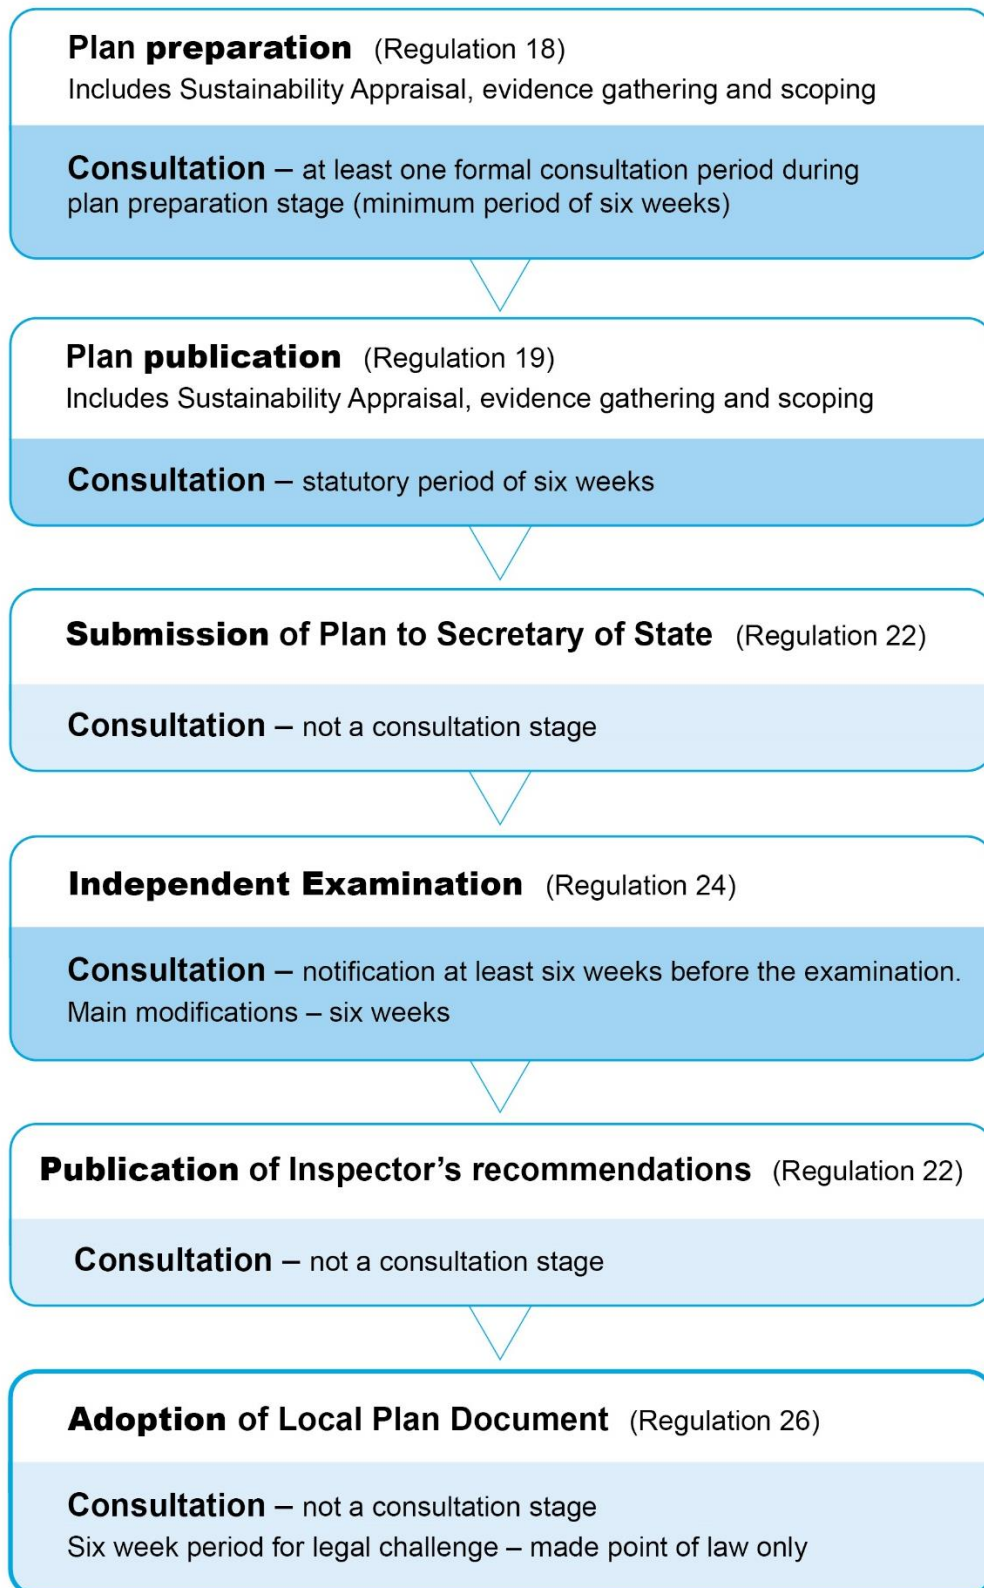 Plan preparation (Regulation 18)
Includes Sustainability Appraisal, evidence gathering and scoping
Consultation – at least one formal consultation period during
plan preparation stage (minimum period of six weeks)
Plan publication (Regulation 19)
Includes Sustainability Appraisal, evidence gathering and scoping
Consultation – statutory period of six weeks
Submission of Plan to Secretary of State (Regulation 22)
Consultation – not a consultation stage
Independent Examination (Regulation 24)
Consultation – notification at least six weeks before the examination.
Main modifications – six weeks
Publication of Inspector’s recommendations (Regulation 22)
Consultation – not a consultation stage
Adoption of Local Plan Document (Regulation 26)
Consultation – not a consultation stage
Six week period for legal challenge – made point of law only